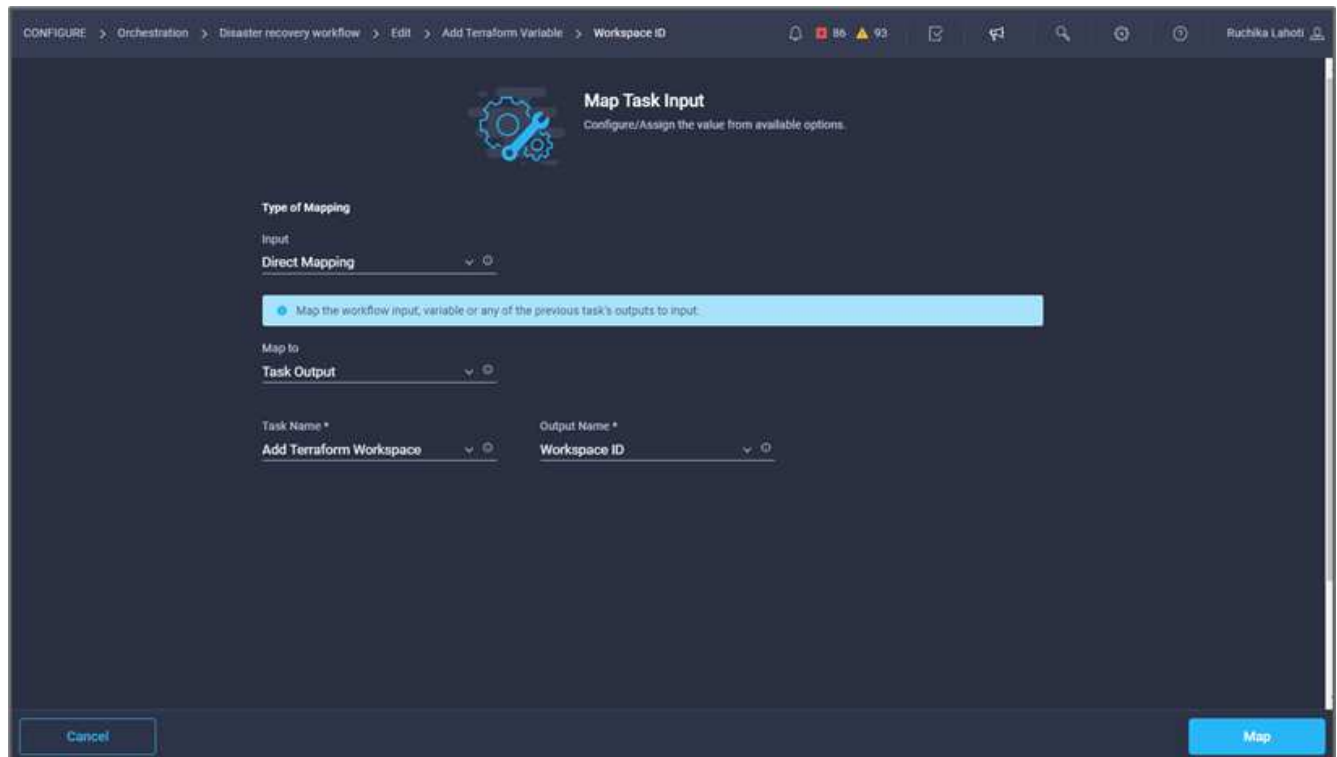 CONFIGURE > Orchestration > Disaster recovery workflow > Edit > Add Terraform Variable > Workspace ID 86 93 Ruchika Lahoti
Map Task Input
Configure/Assign the value from available options.
Type of Mapping
Input
Direct Mapping
Map the workflow input, variable or any of the previous task's outputs to input.
Map to
Task Output
Task Name * Output Name *
Add Terraform Workspace Workspace ID
Cancel Map